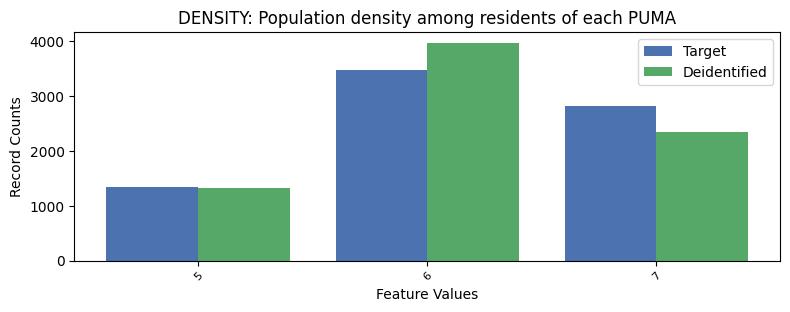 DENSITY: Population density among residents of each PUMA
Target
Deidentified
Record Counts
4000
3000
2000
1000
0
5
6
7
Feature Values